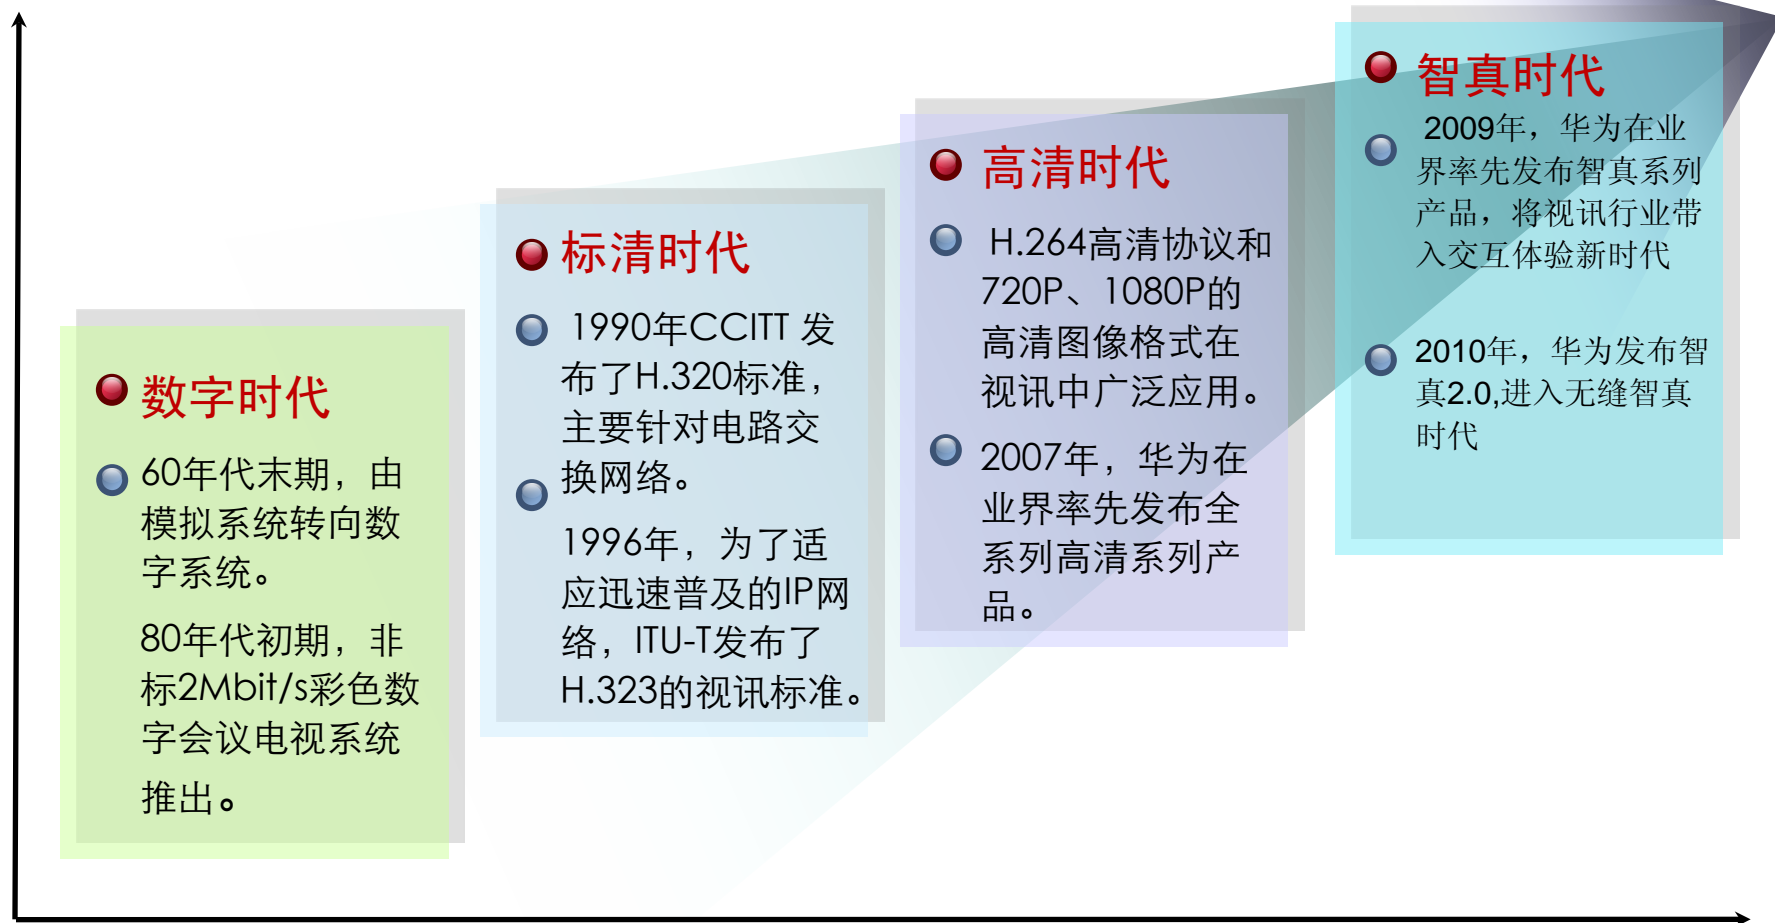 数字时代
60年代末期，由
模拟系统转向数
字系统。
80年代初期，非
标2Mbit/s彩色数
字会议电视系统
推出。
标清时代
1990年CCITT 发
布了H.320标准，
主要针对电路交
换网络。
1996年，为了适
应迅速普及的IP网
络，ITU-T发布了
H.323的视讯标准。
高清时代
H.264高清协议和
720P、1080P的
高清图像格式在
视讯中广泛应用。
2007年，华为在
业界率先发布全
系列高清系列产
品。
智真时代
2009年，华为在业
界率先发布智真系列
产品，将视讯行业带
入交互体验新时代
2010年，华为发布智
真2.0,进入无缝智真
时代